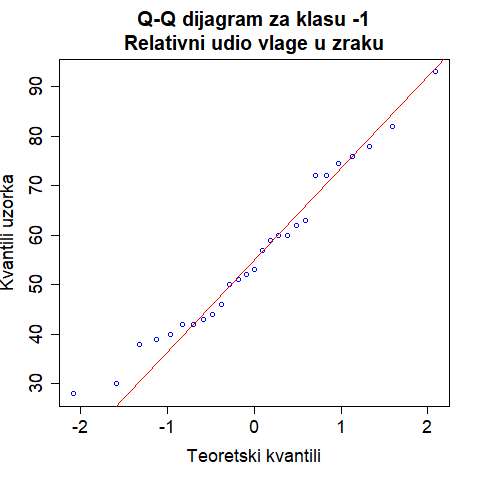 Q-Q dijagram za klasu -1
Relativni udio vlage u zraku
Kvantili uzorka
90
80
70
60
50
40
30
-2 -1 0 1 2
Teoretski kvantili